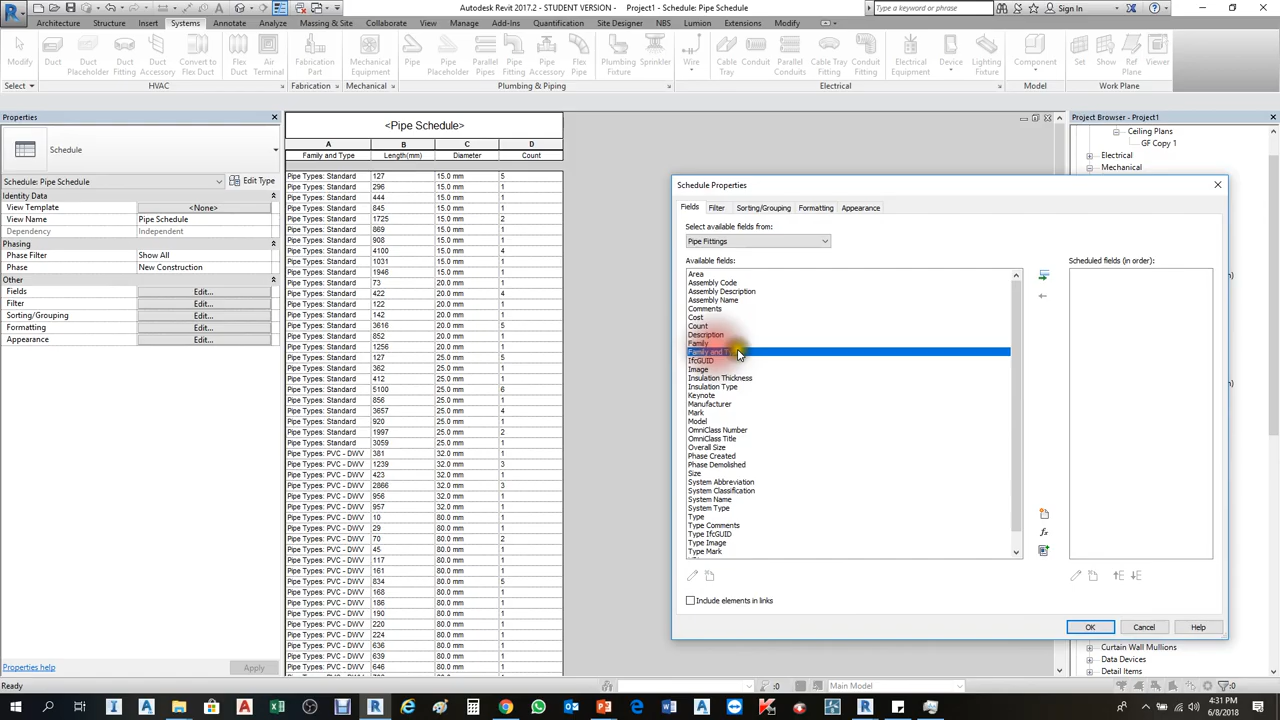 Autodesk Revit 2017.2 - STUDENT VERSION - Project1 - Schedule: Pipe Schedule
Type a keyword or phrase
Sign In
Architecture Structure Insert Systems Annotate Analyze Massing & Site Collaborate View Manage Add-Ins Quantification Site Designer NBS Lumion Extensions Modify
Modify Duct Duct Placeholder Duct Fitting Duct Accessory Convert to Flex Duct Flex Duct Air Terminal Fabrication Part Mechanical Equipment Pipe Pipe Placeholder Parallel Pipes Pipe Fitting Pipe Accessory Flex Pipe Plumbing Fixture Sprinkler Wire Cable Tray Conduit Parallel Conduits Cable Tray Fitting Conduit Fitting Electrical Equipment Device Lighting Fixture Component Set Show Ref Plane Viewer
Select HVAC Fabrication Mechanical Plumbing & Piping Electrical Model Work Plane
Properties
Schedule
Schedule: Pipe Schedule Edit Type
Identity Data
View Template <None>
View Name Pipe Schedule
Dependency Independent
Phasing
Phase Filter Show All
Phase New Construction
Other
Fields Edit...
Filter Edit...
Sorting/Grouping Edit...
Formatting Edit...
Appearance Edit...
Properties help Apply
<Pipe Schedule>
A B C D
Family and Type Length(mm) Diameter Count
Pipe Types: Standard 127 15.0 mm 5
Pipe Types: Standard 296 15.0 mm 1
Pipe Types: Standard 444 15.0 mm 1
Pipe Types: Standard 845 15.0 mm 1
Pipe Types: Standard 1725 15.0 mm 2
Pipe Types: Standard 869 15.0 mm 1
Pipe Types: Standard 908 15.0 mm 1
Pipe Types: Standard 4100 15.0 mm 4
Pipe Types: Standard 1031 15.0 mm 1
Pipe Types: Standard 1946 15.0 mm 1
Pipe Types: Standard 73 22.0 mm 1
Pipe Types: Standard 422 22.0 mm 4
Pipe Types: Standard 122 22.0 mm 1
Pipe Types: Standard 142 22.0 mm 1
Pipe Types: Standard 3616 22.0 mm 5
Pipe Types: Standard 852 22.0 mm 1
Pipe Types: Standard 1256 22.0 mm 1
Pipe Types: Standard 127 25.0 mm 5
Pipe Types: Standard 362 25.0 mm 1
Pipe Types: Standard 412 25.0 mm 1
Pipe Types: Standard 5100 25.0 mm 6
Pipe Types: Standard 3657 25.0 mm 4
Pipe Types: Standard 920 25.0 mm 1
Pipe Types: Standard 1997 25.0 mm 2
Pipe Types: Standard 3059 25.0 mm 1
Pipe Types: PVC - DWV 381 32.0 mm 1
Pipe Types: PVC - DWV 1239 32.0 mm 3
Pipe Types: PVC - DWV 423 32.0 mm 1
Pipe Types: PVC - DWV 2866 32.0 mm 3
Pipe Types: PVC - DWV 956 32.0 mm 1
Pipe Types: PVC - DWV 957 32.0 mm 1
Pipe Types: PVC - DWV 10 80.0 mm 1
Pipe Types: PVC - DWV 29 80.0 mm 1
Pipe Types: PVC - DWV 70 80.0 mm 2
Pipe Types: PVC - DWV 45 80.0 mm 1
Pipe Types: PVC - DWV 117 80.0 mm 1
Pipe Types: PVC - DWV 161 80.0 mm 1
Pipe Types: PVC - DWV 834 80.0 mm 5
Pipe Types: PVC - DWV 168 80.0 mm 1
Pipe Types: PVC - DWV 186 80.0 mm 1
Pipe Types: PVC - DWV 190 80.0 mm 1
Pipe Types: PVC - DWV 220 80.0 mm 1
Pipe Types: PVC - DWV 224 80.0 mm 1
Pipe Types: PVC - DWV 636 80.0 mm 1
Pipe Types: PVC - DWV 639 80.0 mm 1
Pipe Types: PVC - DWV 646 80.0 mm 1
Schedule Properties
Fields Filter Sorting/Grouping Formatting Appearance
Select available fields from:
Pipe Fittings
Available fields: Scheduled fields (in order):
Area
Assembly Code
Assembly Description
Assembly Name
Comments
Cost
Count
Description
Family
Family and
IfcGUID
Image
Insulation Thickness
Insulation Type
Keynote
Manufacturer
Mark
Model
OmniClass Number
OmniClass Title
Overall Size
Phase Created
Phase Demolished
Size
System Abbreviation
System Classification
System Name
System Type
Type
Type Comments
Type IfcGUID
Type Image
Type Mark
Include elements in links
OK Cancel Help
Project Browser - Project1
Ceiling Plans
GF Copy 1
Electrical
Mechanical
Curtain Wall Mullions
Data Devices
Detail Items
Ready
:0 Main Model :0
4:31 PM
6/8/2018